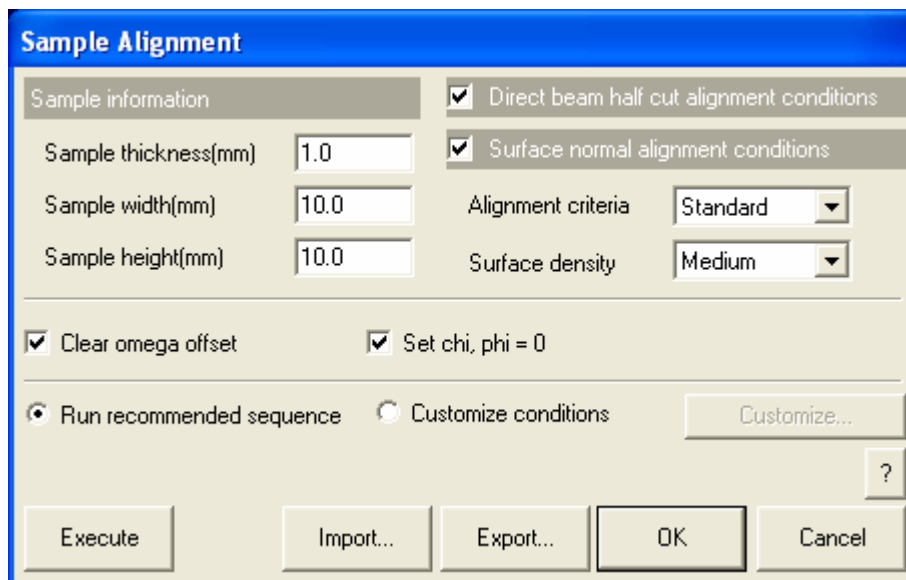 Sample Alignment
Sample information
Direct beam half cut alignment conditions
Sample thickness(mm) 1.0
Surface normal alignment conditions
Sample width(mm) 10.0
Alignment criteria Standard
Sample height(mm) 10.0
Surface density Medium
Clear omega offset Set chi, phi = 0
Run recommended sequence Customize conditions Customize...
?
Execute Import... Export... OK Cancel